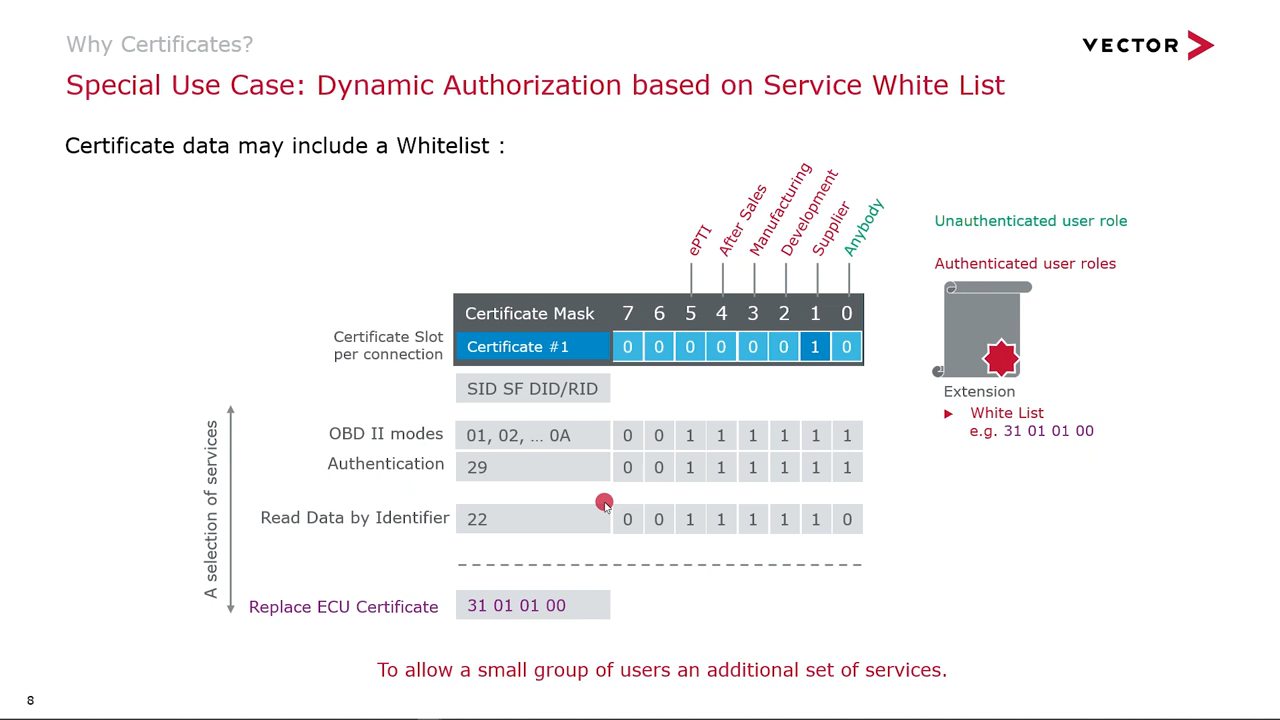 Why Certificates?
VECTOR
Special Use Case: Dynamic Authorization based on Service White List
Certificate data may include a Whitelist :
ePTI
After Sales
Manufacturing
Development
Supplier
Anybody
Unauthenticated user role
Authenticated user roles
Certificate Mask 7 6 5 4 3 2 1 0
Certificate Slot
per connection
Certificate #1 0 0 0 0 0 0 1 0
SID SF DID/RID
Extension
White List
e.g. 31 01 01 00
A selection of services
OBD II modes 01, 02, ... 0A 0 0 1 1 1 1 1 1
Authentication 29 0 0 1 1 1 1 1 1
Read Data by Identifier 22 0 0 1 1 1 1 1 0
Replace ECU Certificate 31 01 01 00
To allow a small group of users an additional set of services.
8